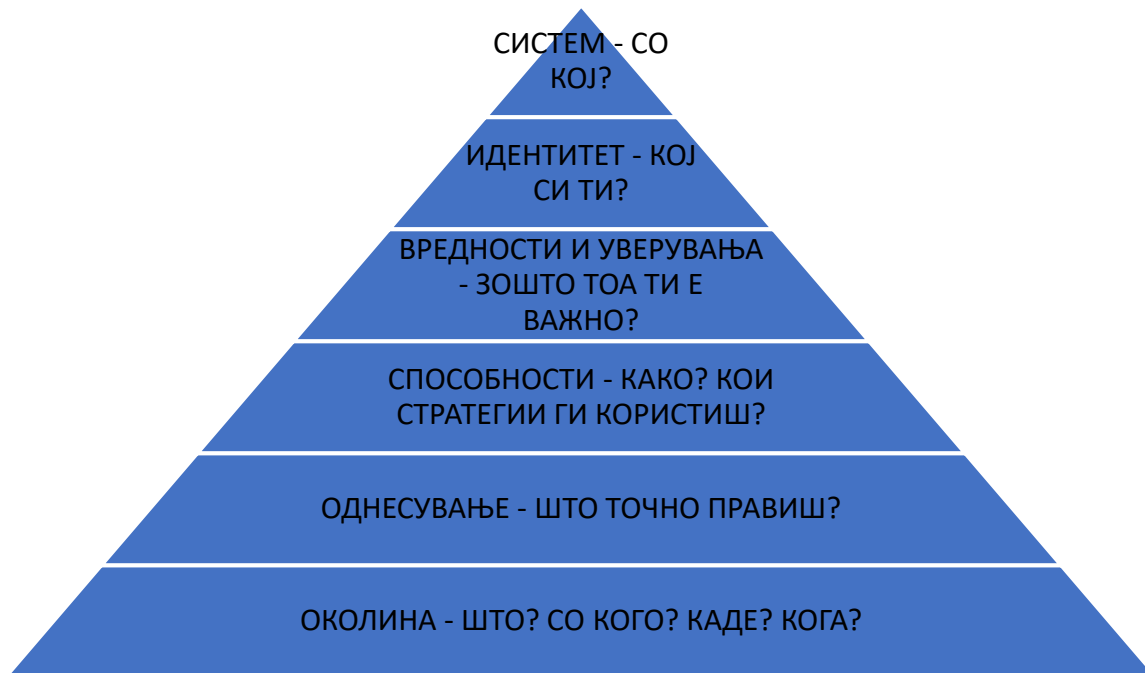 СИСТЕМ - СО
КОЈ?
ИДЕНТИТЕТ - КОЈ
СИ ТИ?
ВРЕДНОСТИ И УВЕРУВАЊА
- ЗОШТО ТОА ТИ Е
ВАЖНО?
СПОСОБНОСТИ - КАКО? КОИ
СТРАТЕГИИ ГИ КОРИСТИШ?
ОДНЕСУВАЊЕ - ШТО ТОЧНО ПРАВИШ?
ОКОЛИНА - ШТО? СО КОГО? КАДЕ? КОГА?